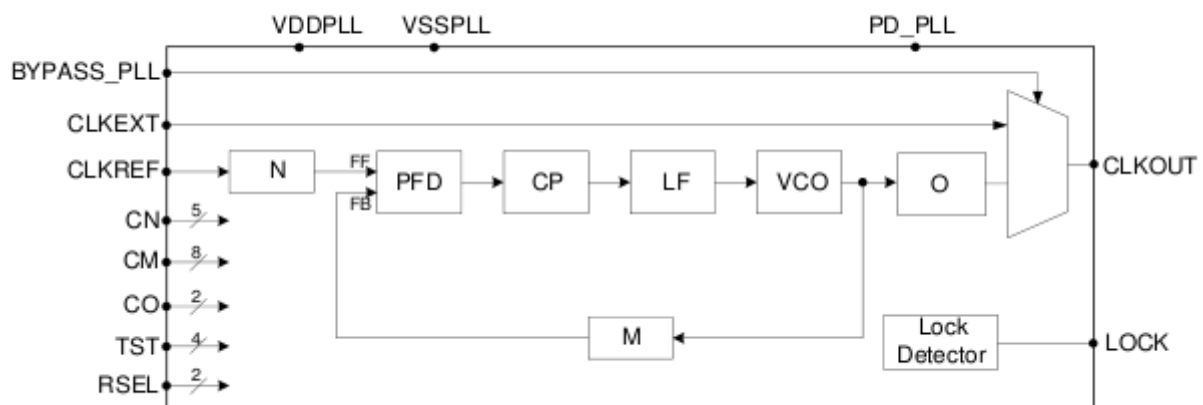 VDDPLL VSSPLL PD_PLL
BYPASS_PLL
CLKEXT
CLKREF N FF PFD CP LF VCO O CLKOUT
FB
CN 5
CM 8
CO 2
TST 4 M Lock
Detector LOCK
RSEL 2